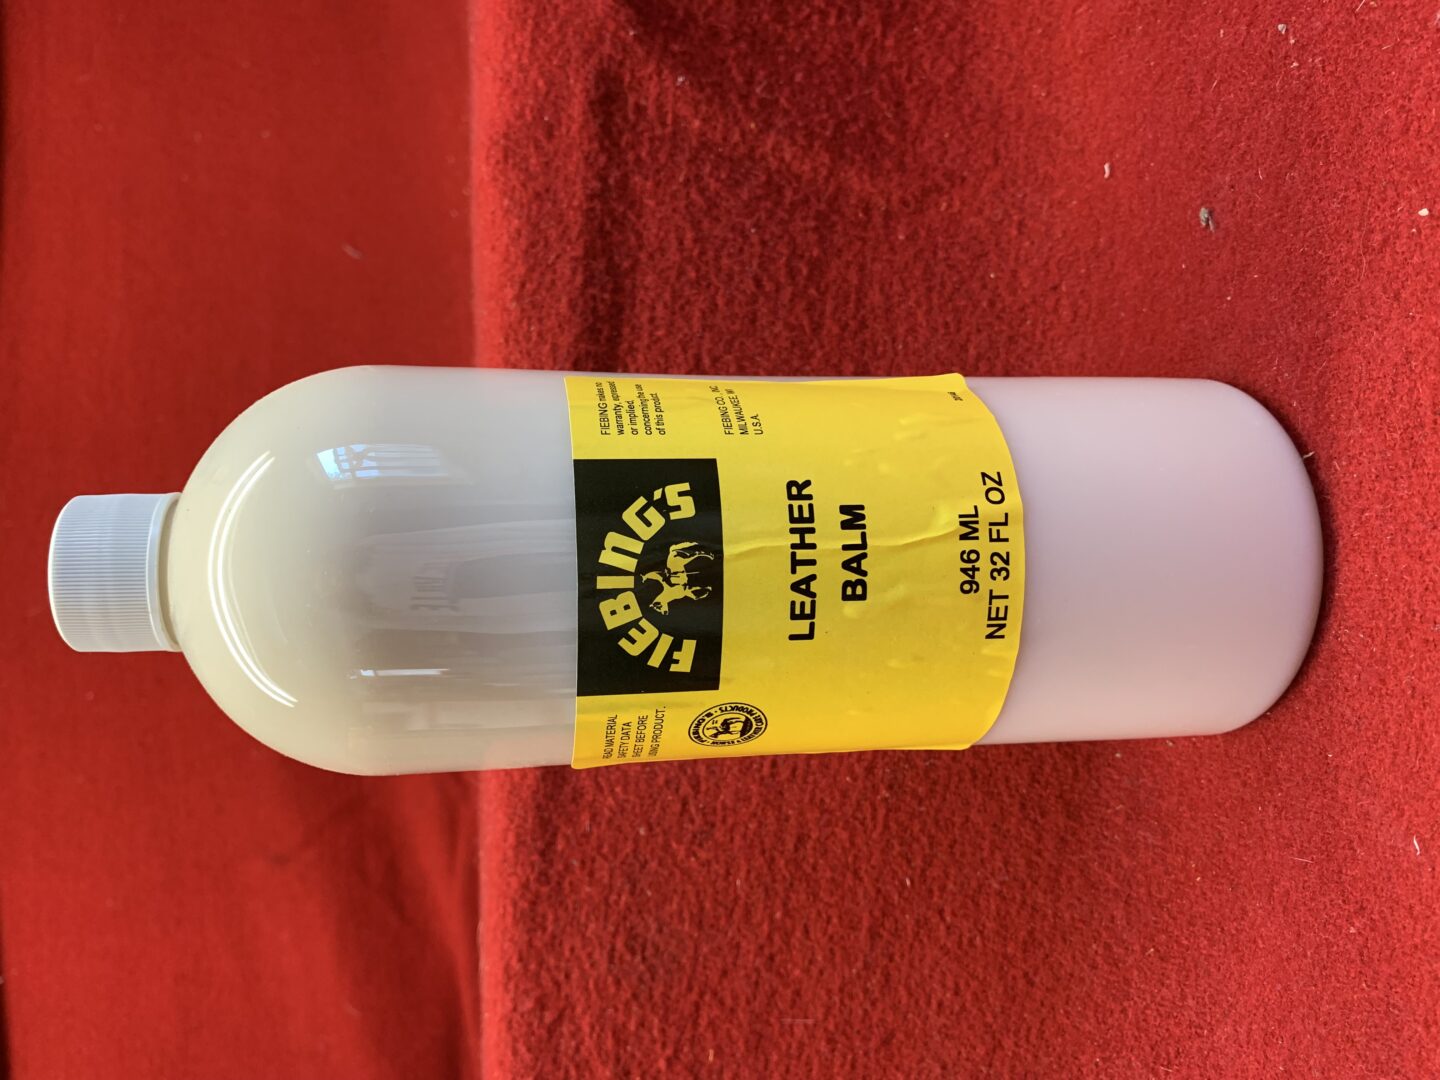 READ MATERIAL
SAFETY DATA
SHEET BEFORE
USING PRODUCT.
FIEBING'S
FIEBING makes no
warranty, expressed
or implied,
concerning the use
of this product.
FIEBING CO., INC.
MILWAUKEE, WI
U.S.A.
LEATHER
BALM
946 ML
NET 32 FL OZ